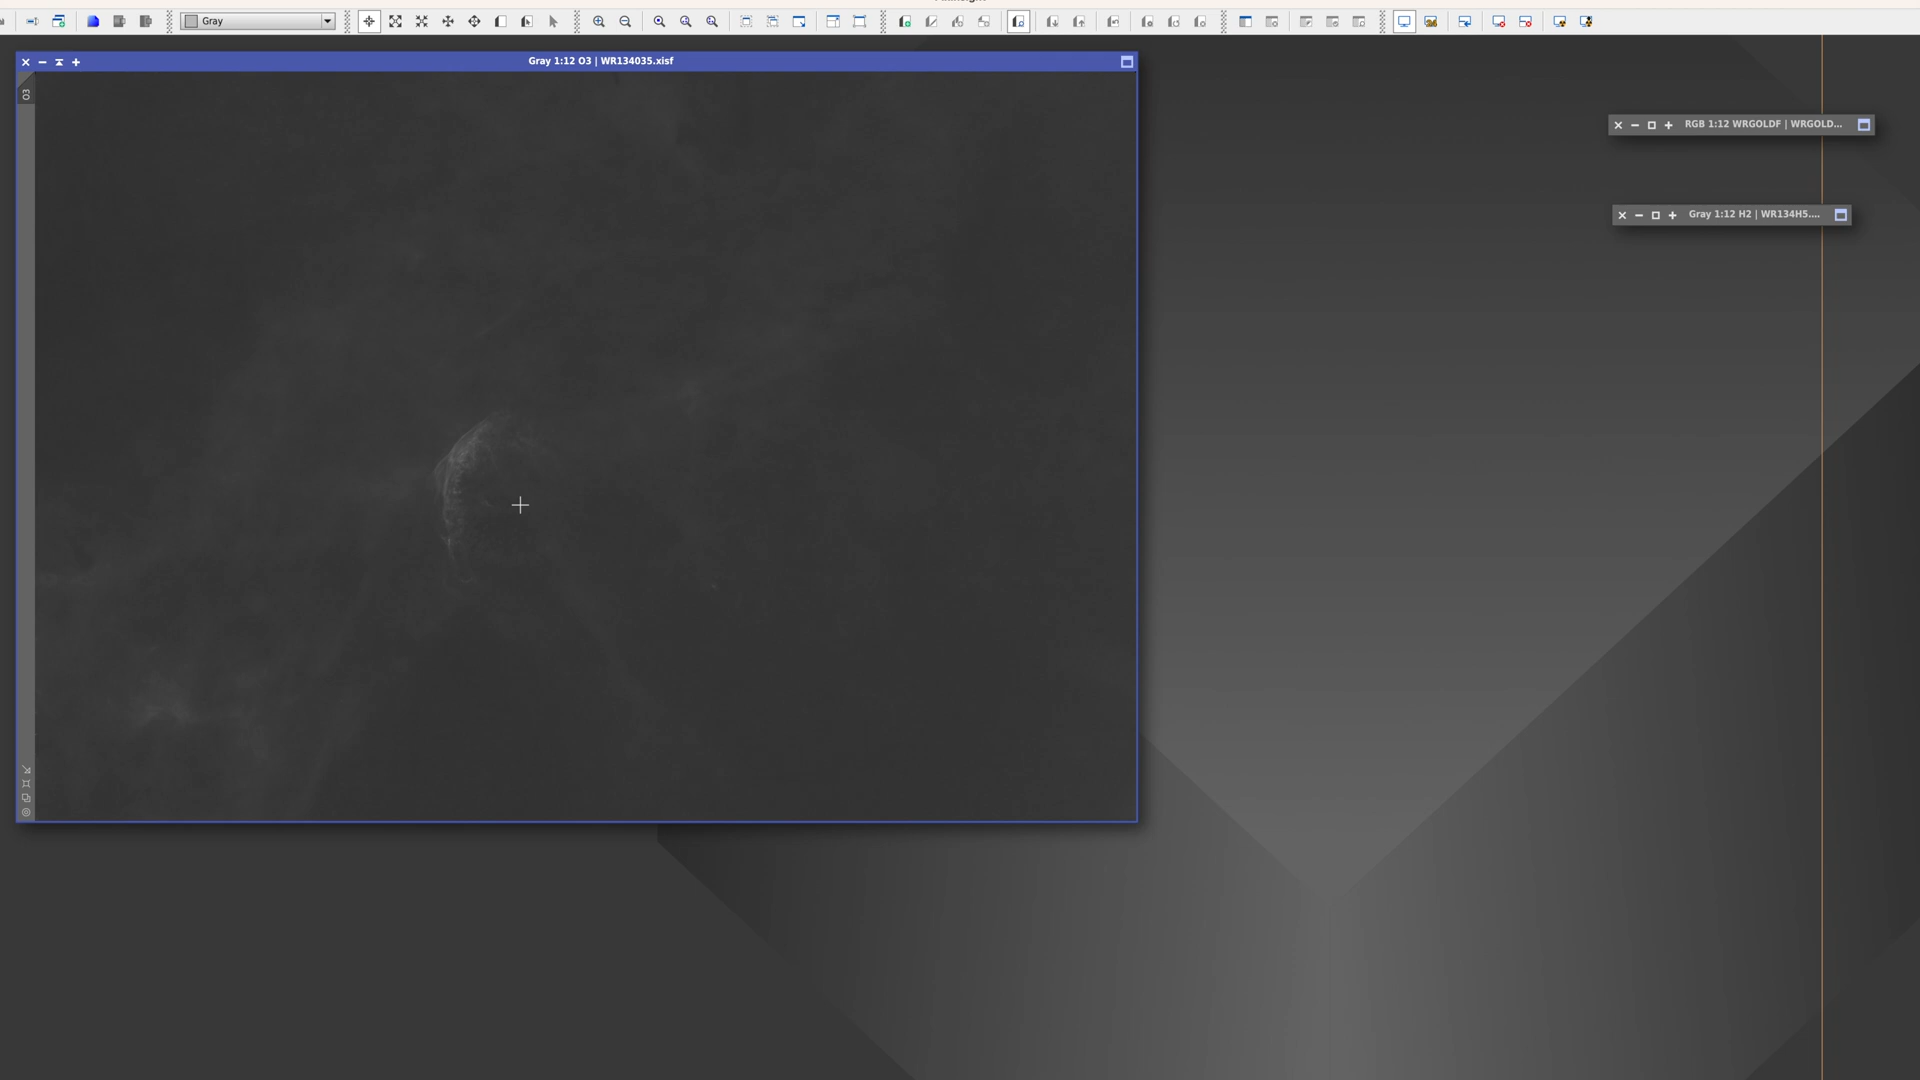 Gray
Gray 1:12 O3 | WR134035.xisf
O3
RGB 1:12 WRGOLDF | WRGOLD...
Gray 1:12 H2 | WR134H5....